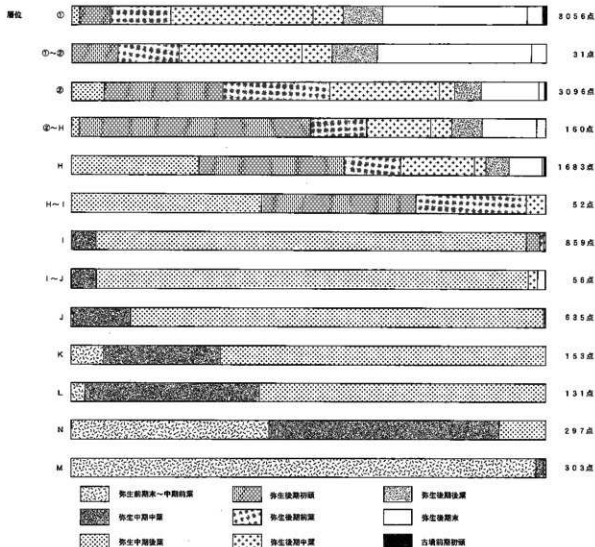 層位 ① 8056点
①~② 31点
② 3096点
②~H 160点
H 1683点
H~I 52点
I 859点
I~J 56点
J 635点
K 153点
L 131点
N 297点
M 303点
弥生前期末~中期前葉 弥生後期初頭 弥生後期後葉
弥生中期中葉 弥生後期前葉 弥生後期末
弥生中期後葉 弥生後期中葉 古墳前期初頭